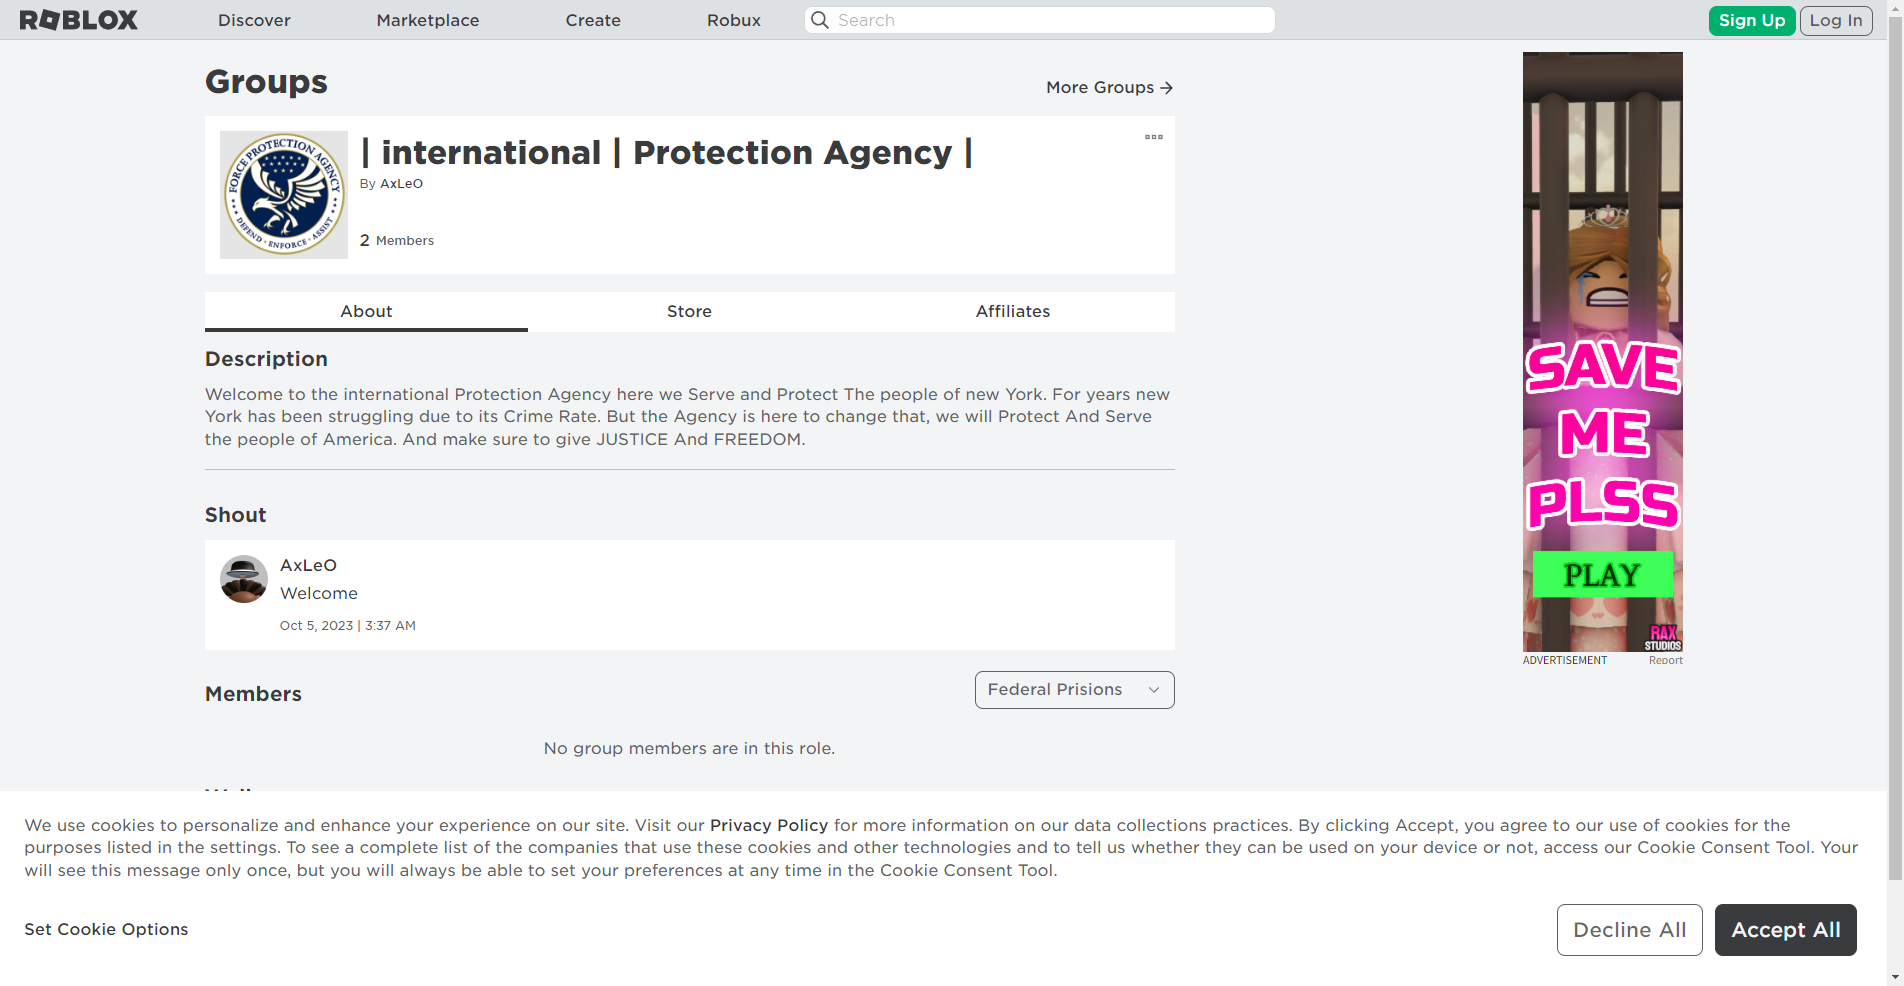 ROBLOX
Discover
Marketplace
Create
Robux
Search
Sign Up
Log In
Groups
More Groups
FORCE PROTECTION AGENCY
DEFEND · ENFORCE · ASSIST
| international | Protection Agency |
By AxLeO
2 Members
About
Store
Affiliates
Description
Welcome to the international Protection Agency here we Serve and Protect The people of new York. For years new
York has been struggling due to its Crime Rate. But the Agency is here to change that, we will Protect And Serve
the people of America. And make sure to give JUSTICE And FREEDOM.
Shout
AxLeO
Welcome
Oct 5, 2023 | 3:37 AM
Members
Federal Prisions
No group members are in this role.
SAVE
ME
PLSS
PLAY
RAX
STUDIOS
ADVERTISEMENT
Report
We use cookies to personalize and enhance your experience on our site. Visit our Privacy Policy for more information on our data collections practices. By clicking Accept, you agree to our use of cookies for the
purposes listed in the settings. To see a complete list of the companies that use these cookies and other technologies and to tell us whether they can be used on your device or not, access our Cookie Consent Tool. Your
will see this message only once, but you will always be able to set your preferences at any time in the Cookie Consent Tool.
Set Cookie Options
Decline All
Accept All